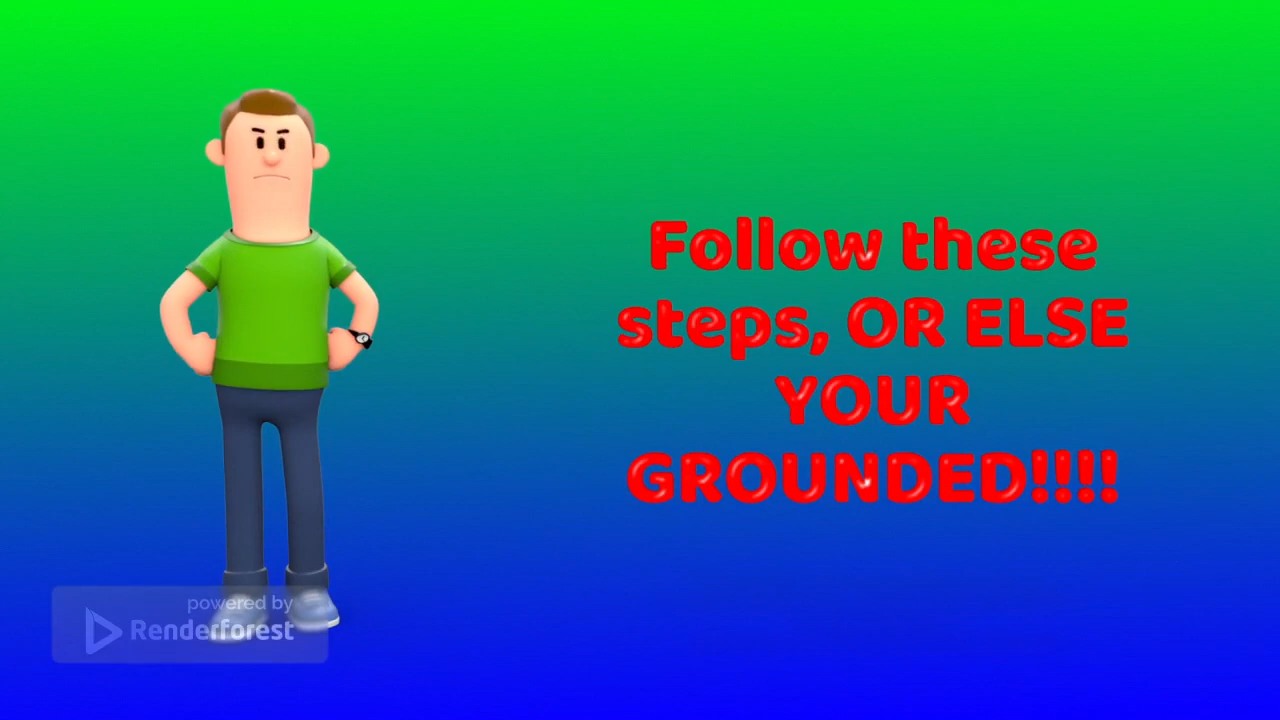 Follow these
steps, OR ELSE
YOUR
GROUNDED!!!!
powered by
Renderforest